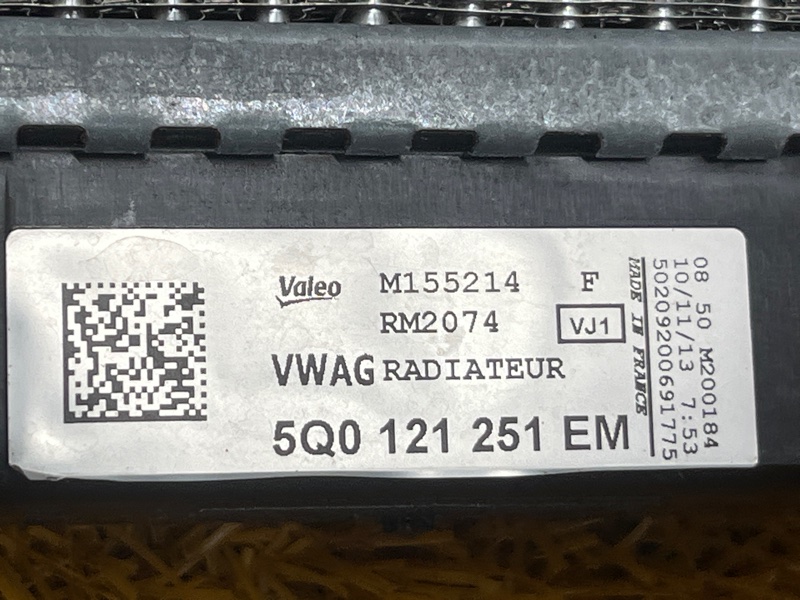 Valeo M155214 F
RM2074 VJ1
VWAG RADIATEUR
5Q0 121 251 EM
MADE IN FRANCE
50209200691775
10/11/13 7:53
08 50 M200184